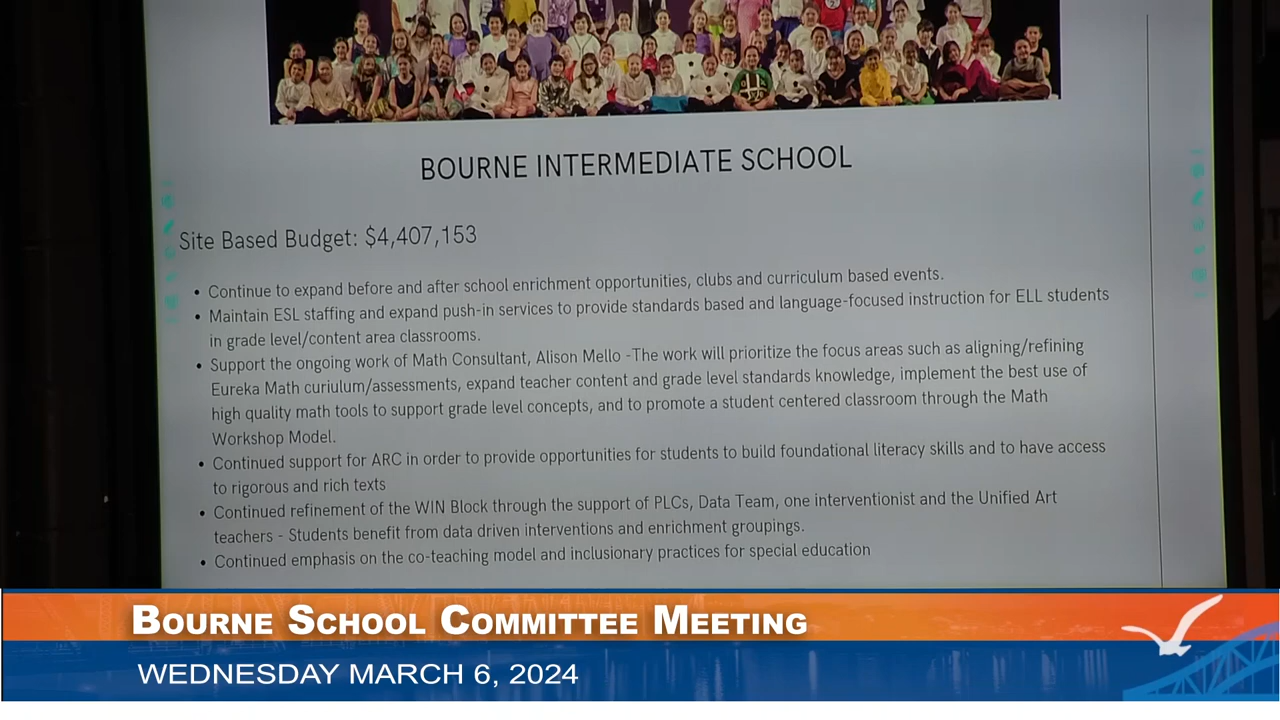 BOURNE INTERMEDIATE SCHOOL
Site Based Budget: $4,407,153
• Continue to expand before and after school enrichment opportunities, clubs and curriculum based events.
• Maintain ESL staffing and expand push-in services to provide standards based and language-focused instruction for ELL students
in grade level/content area classrooms.
• Support the ongoing work of Math Consultant, Alison Mello -The work will prioritize the focus areas such as aligning/refining
Eureka Math curiulum/assessments, expand teacher content and grade level standards knowledge, implement the best use of
high quality math tools to support grade level concepts, and to promote a student centered classroom through the Math
Workshop Model.
• Continued support for ARC in order to provide opportunities for students to build foundational literacy skills and to have access
to rigorous and rich texts
• Continued refinement of the WIN Block through the support of PLCs, Data Team, one interventionist and the Unified Art
teachers - Students benefit from data driven interventions and enrichment groupings.
• Continued emphasis on the co-teaching model and inclusionary practices for special education
BOURNE SCHOOL COMMITTEE MEETING
WEDNESDAY MARCH 6, 2024